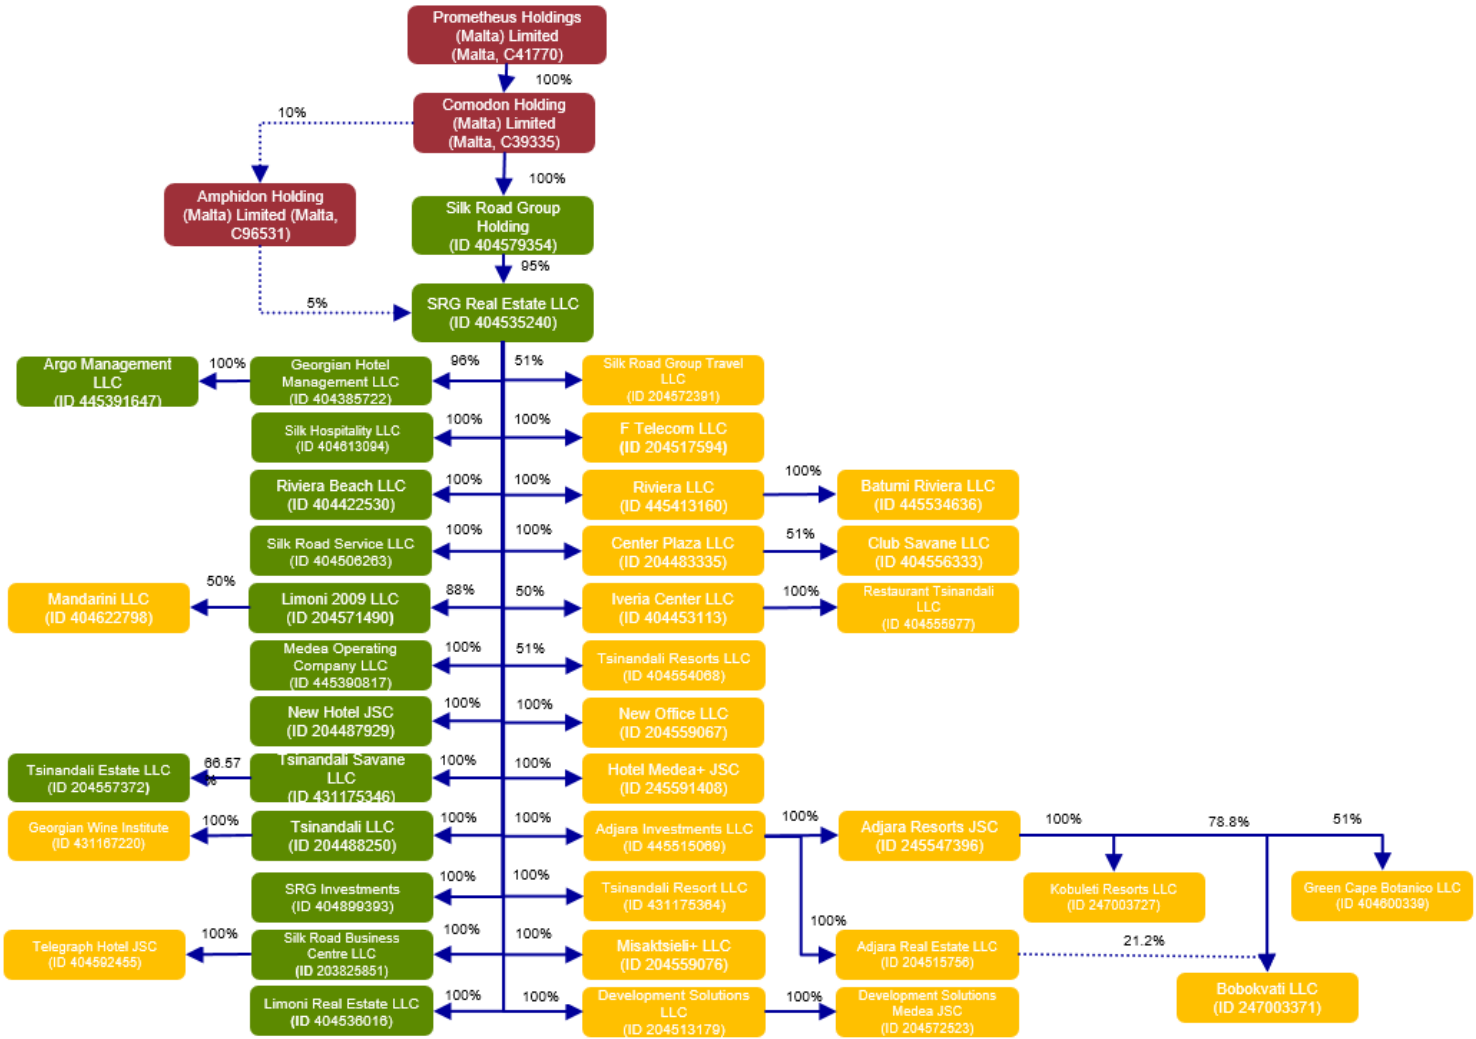 Prometheus Holdings
(Malta) Limited
(Malta, C41770)
100%
Comodon Holding
(Malta) Limited
(Malta, C39335)
10%
100%
Amphidon Holding
(Malta) Limited (Malta,
C96531)
Silk Road Group
Holding
(ID 404579354)
95%
5%
SRG Real Estate LLC
(ID 404535240)
Argo Management
LLC
(ID 445391647)
100%
Georgian Hotel
Management LLC
(ID 404385722)
96%
51%
Silk Road Group Travel
LLC
(ID 204572391)
Silk Hospitality LLC
(ID 404613094)
100%
100%
F Telecom LLC
(ID 204517594)
Riviera Beach LLC
(ID 404422530)
100%
100%
Riviera LLC
(ID 445413160)
100%
Batumi Riviera LLC
(ID 445534636)
Silk Road Service LLC
(ID 404506263)
100%
100%
Center Plaza LLC
(ID 204483335)
51%
Club Savane LLC
(ID 404556333)
Mandarini LLC
(ID 404622798)
50%
Limoni 2009 LLC
(ID 204571490)
88%
50%
Iveria Center LLC
(ID 404453113)
100%
Restaurant Tsinandali
LLC
(ID 404555977)
Medea Operating
Company LLC
(ID 445390817)
100%
51%
Tsinandali Resorts LLC
(ID 404554068)
New Hotel JSC
(ID 204487929)
100%
100%
New Office LLC
(ID 204559067)
Tsinandali Estate LLC
(ID 204557372)
66.57
%
Tsinandali Savane
LLC
(ID 431175346)
100%
100%
Hotel Medea+ JSC
(ID 245591408)
Georgian Wine Institute
(ID 431167220)
100%
Tsinandali LLC
(ID 204488250)
100%
100%
Adjara Investments LLC
(ID 445515069)
100%
Adjara Resorts JSC
(ID 245547396)
100%
78.8%
51%
SRG Investments
(ID 404899393)
100%
100%
Tsinandali Resort LLC
(ID 431175364)
Kobuleti Resorts LLC
(ID 247003727)
Green Cape Botanico LLC
(ID 404600339)
Telegraph Hotel JSC
(ID 404592455)
100%
Silk Road Business
Centre LLC
(ID 203825851)
100%
100%
Misaktsieli+ LLC
(ID 204559076)
100%
Adjara Real Estate LLC
(ID 204515756)
21.2%
Bobokvati LLC
(ID 247003371)
Limoni Real Estate LLC
(ID 404536016)
100%
100%
Development Solutions
LLC
(ID 204513179)
100%
Development Solutions
Medea JSC
(ID 204572523)